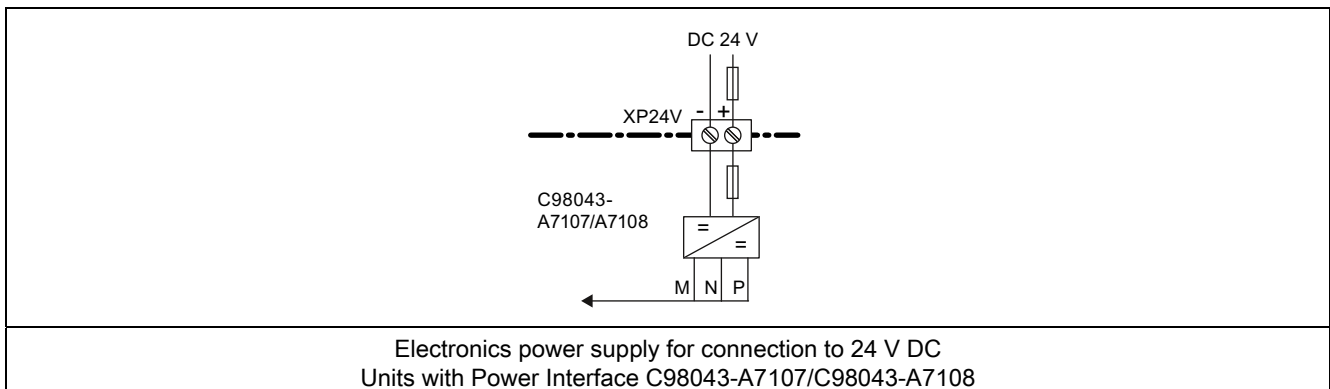 DC 24 V
XP24V - +
C98043-
A7107/A7108
=
=
M N P
Electronics power supply for connection to 24 V DC
Units with Power Interface C98043-A7107/C98043-A7108